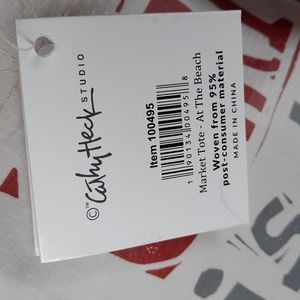 ©™ Cathy Heck
STUDIO
Item 100495
1 90134 00495 8
Market Tote - At The Beach
Woven from 95%
post-consumer material
MADE IN CHINA